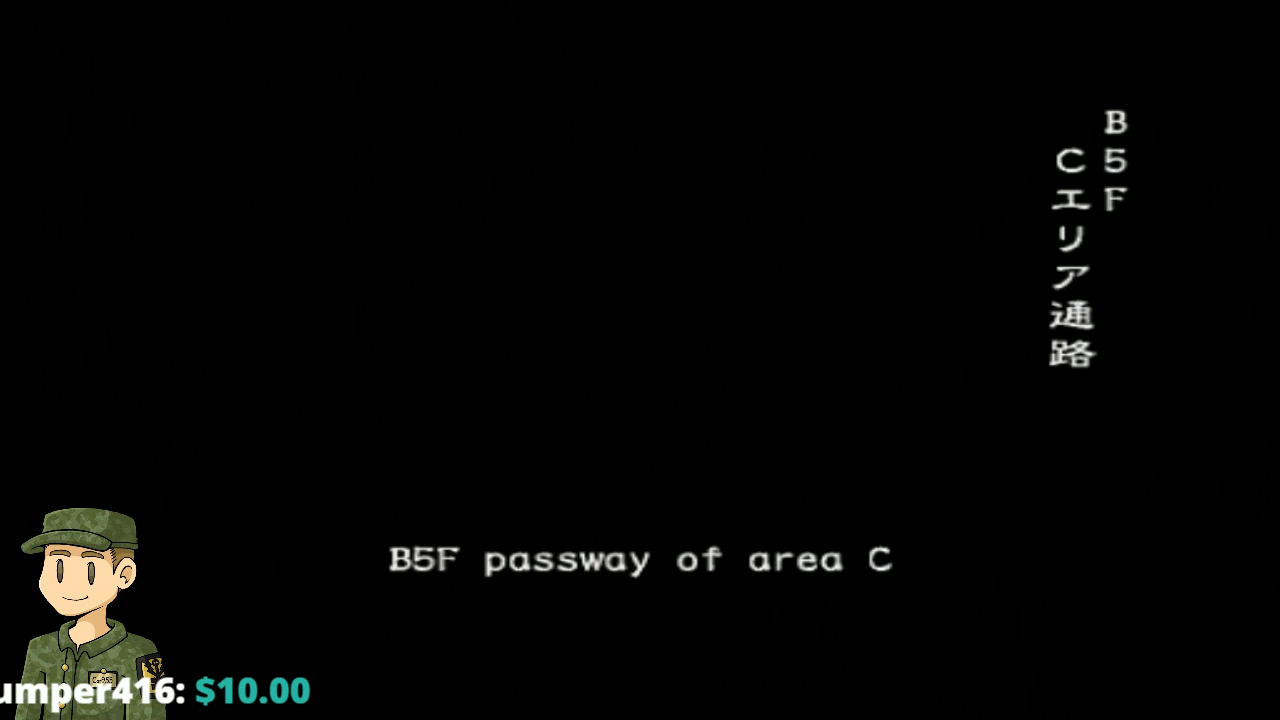 B5F
Cエリア通路
B5F passway of area C
umper416: $10.00